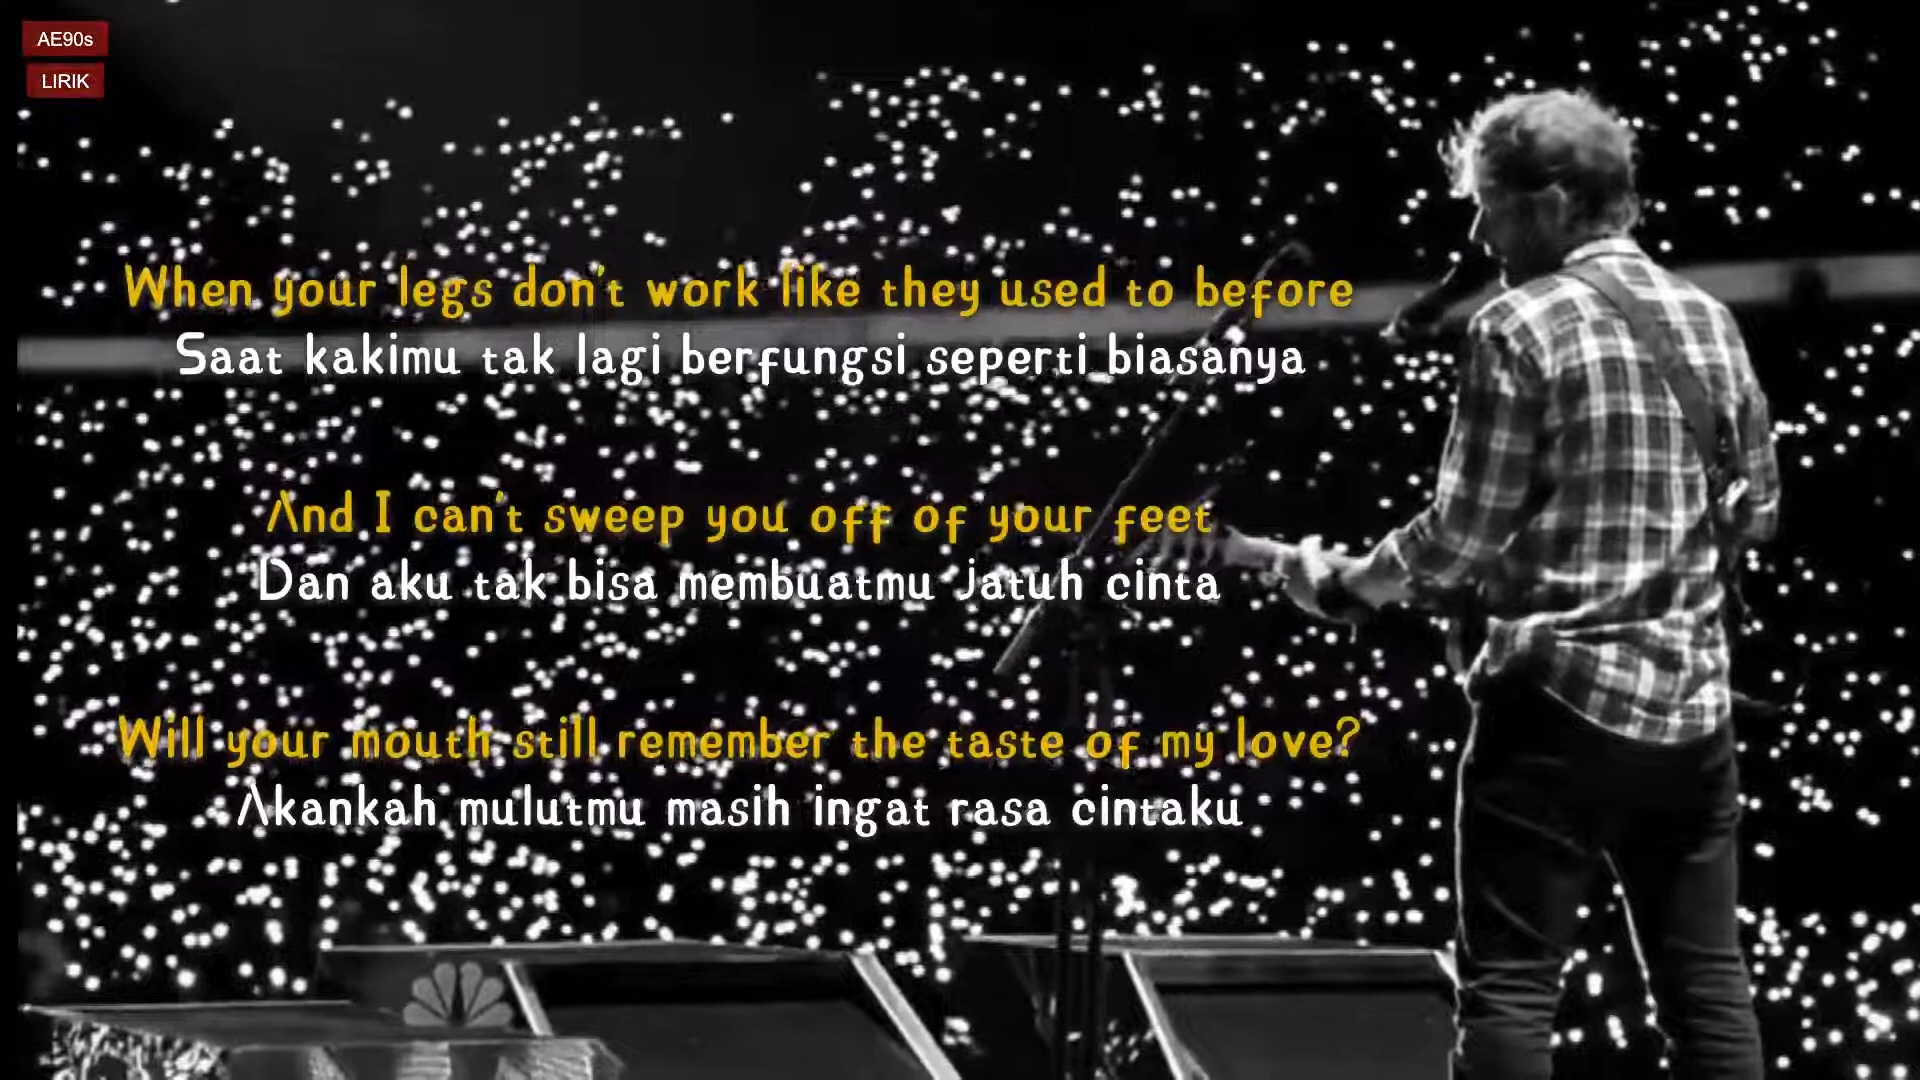 AE90s
LIRIK
When your legs don't work like they used to before
Saat kakimu tak lagi berfungsi seperti biasanya
And I can't sweep you off of your feet
Dan aku tak bisa membuatmu jatuh cinta
Will your mouth still remember the taste of my love?
Akankah mulutmu masih ingat rasa cintaku